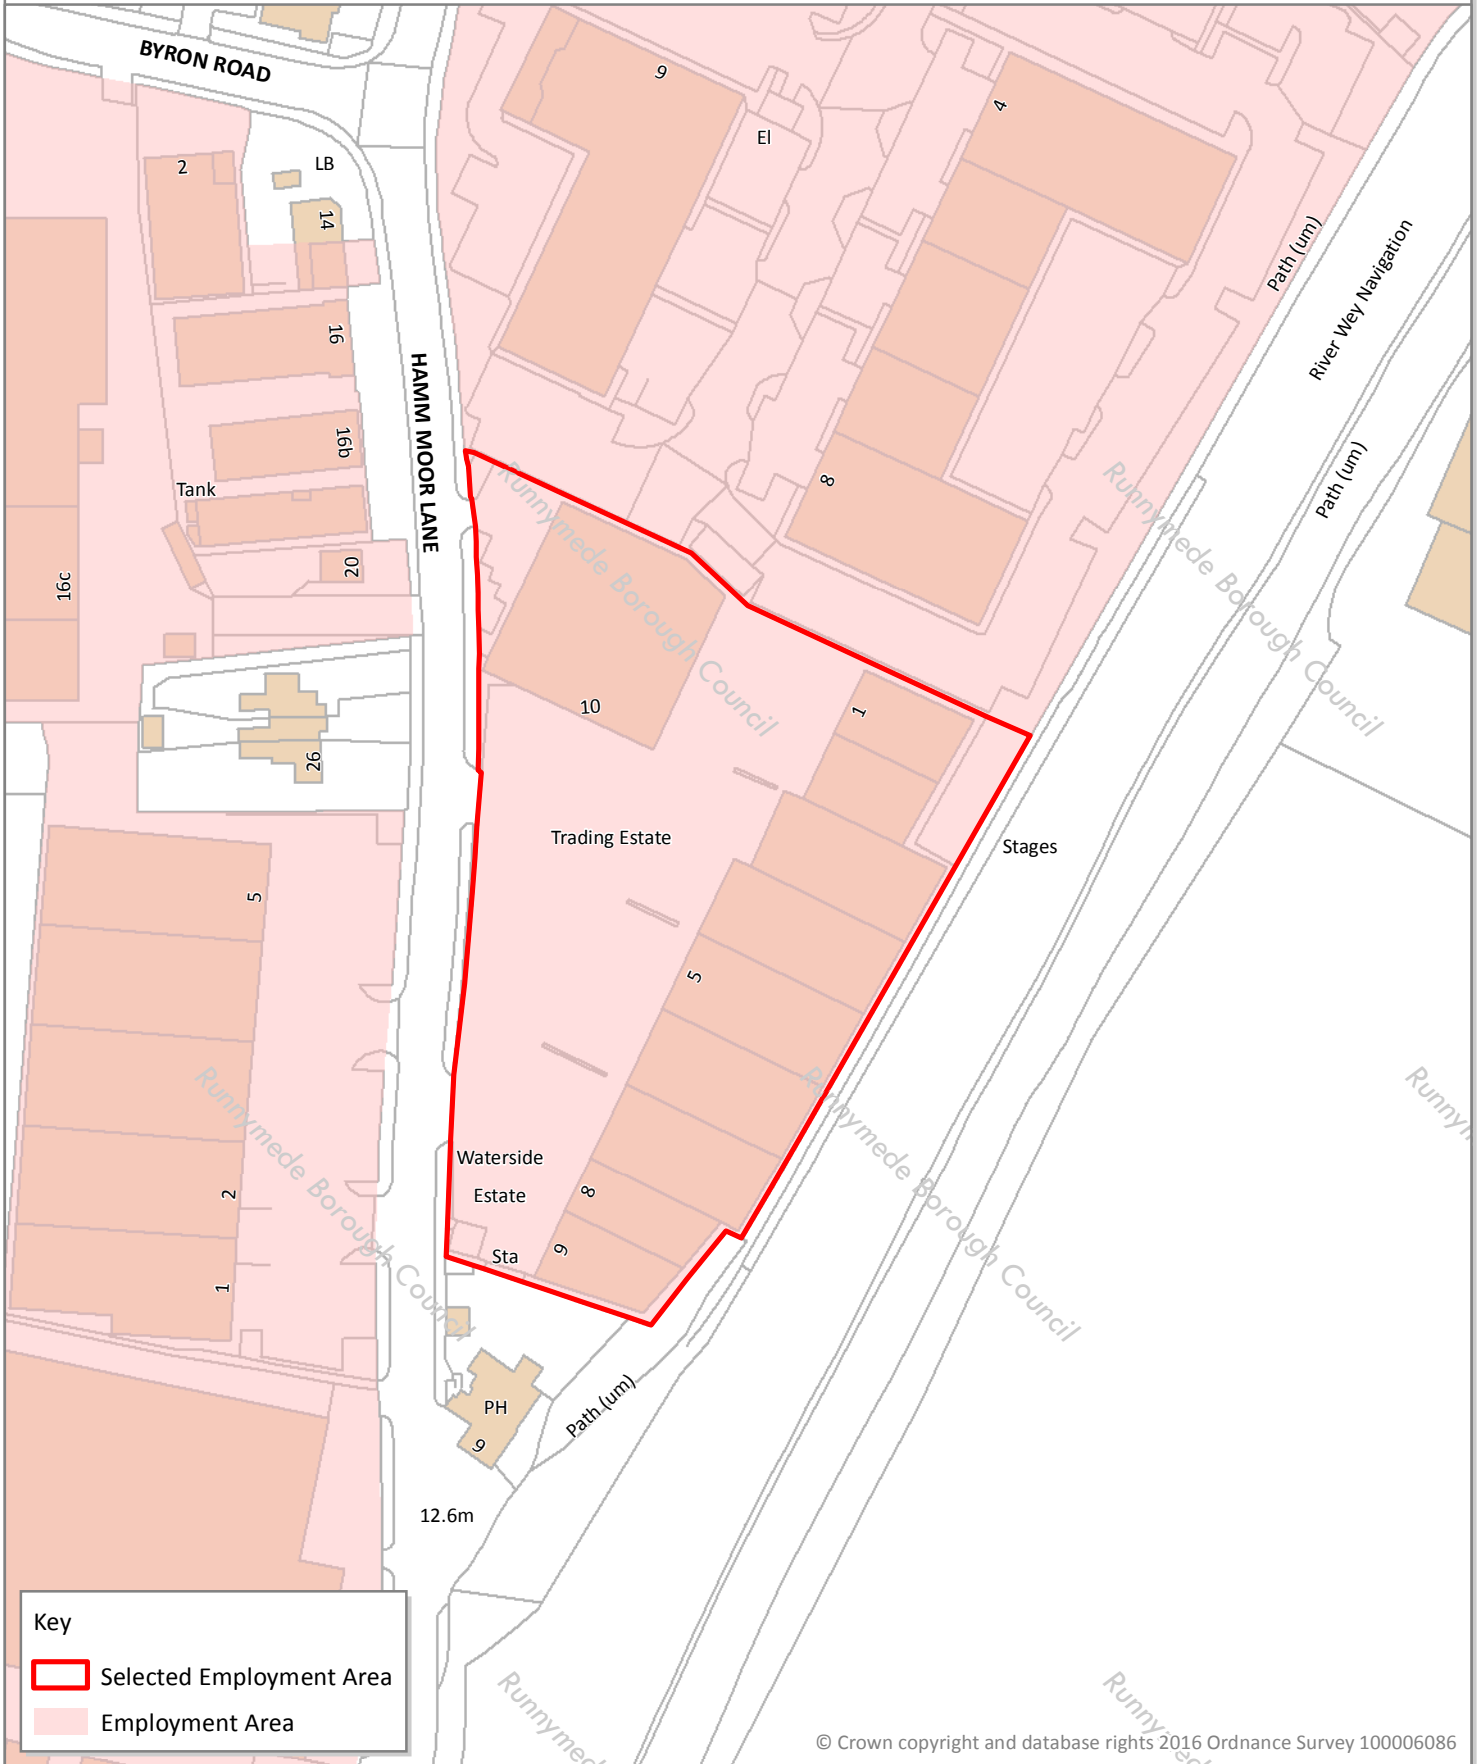 BYRON ROAD
9
El
4
2
LB
14
Path (um)
River Wey Navigation
16
HAMM MOOR LANE
16b
Tank
8
Path (um)
20
16c
Runnymede Borough Council
Runnymede Borough Council
10
1
26
Trading Estate
Stages
5
5
Waterside
Estate
8
2
9
Sta
1
Runnymede Borough Council
Runnymede Borough Council
Runnym
PH
9
Path (um)
12.6m
Key
Selected Employment Area
Employment Area
Runnymed
Runnymed
© Crown copyright and database rights 2016 Ordnance Survey 100006086